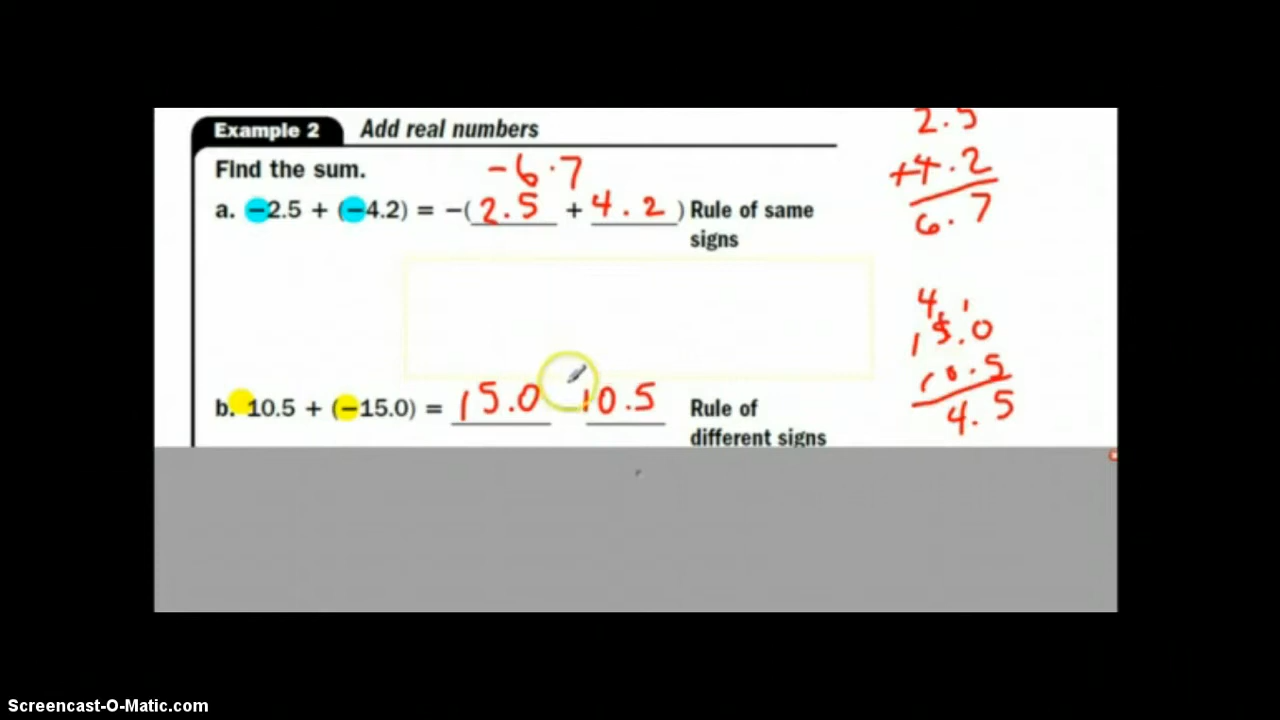 Example 2 Add real numbers
Find the sum.
-6.7
a. -2.5 + (-4.2) = -(2.5 + 4.2) Rule of same
signs
2.5
+4.2
6.7
4 1
15.0
10.5
4.5
b. 10.5 + (-15.0) = 15.0 10.5 Rule of
different signs
Screencast-O-Matic.com